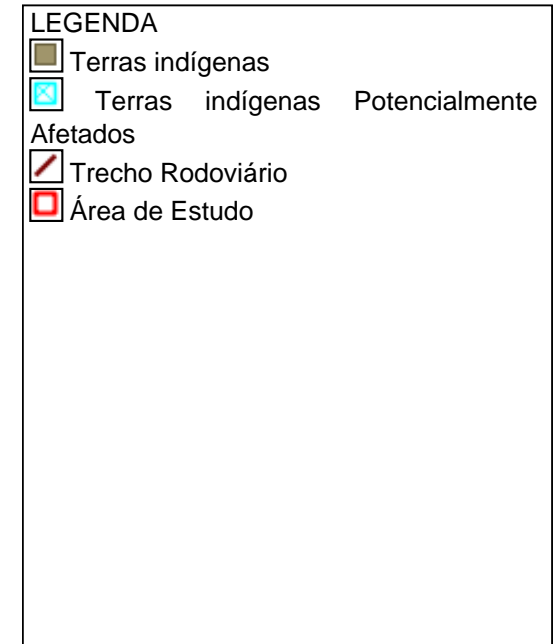 LEGENDA
Terras indígenas
Terras indígenas Potencialmente
Afetados
Trecho Rodoviário
Área de Estudo